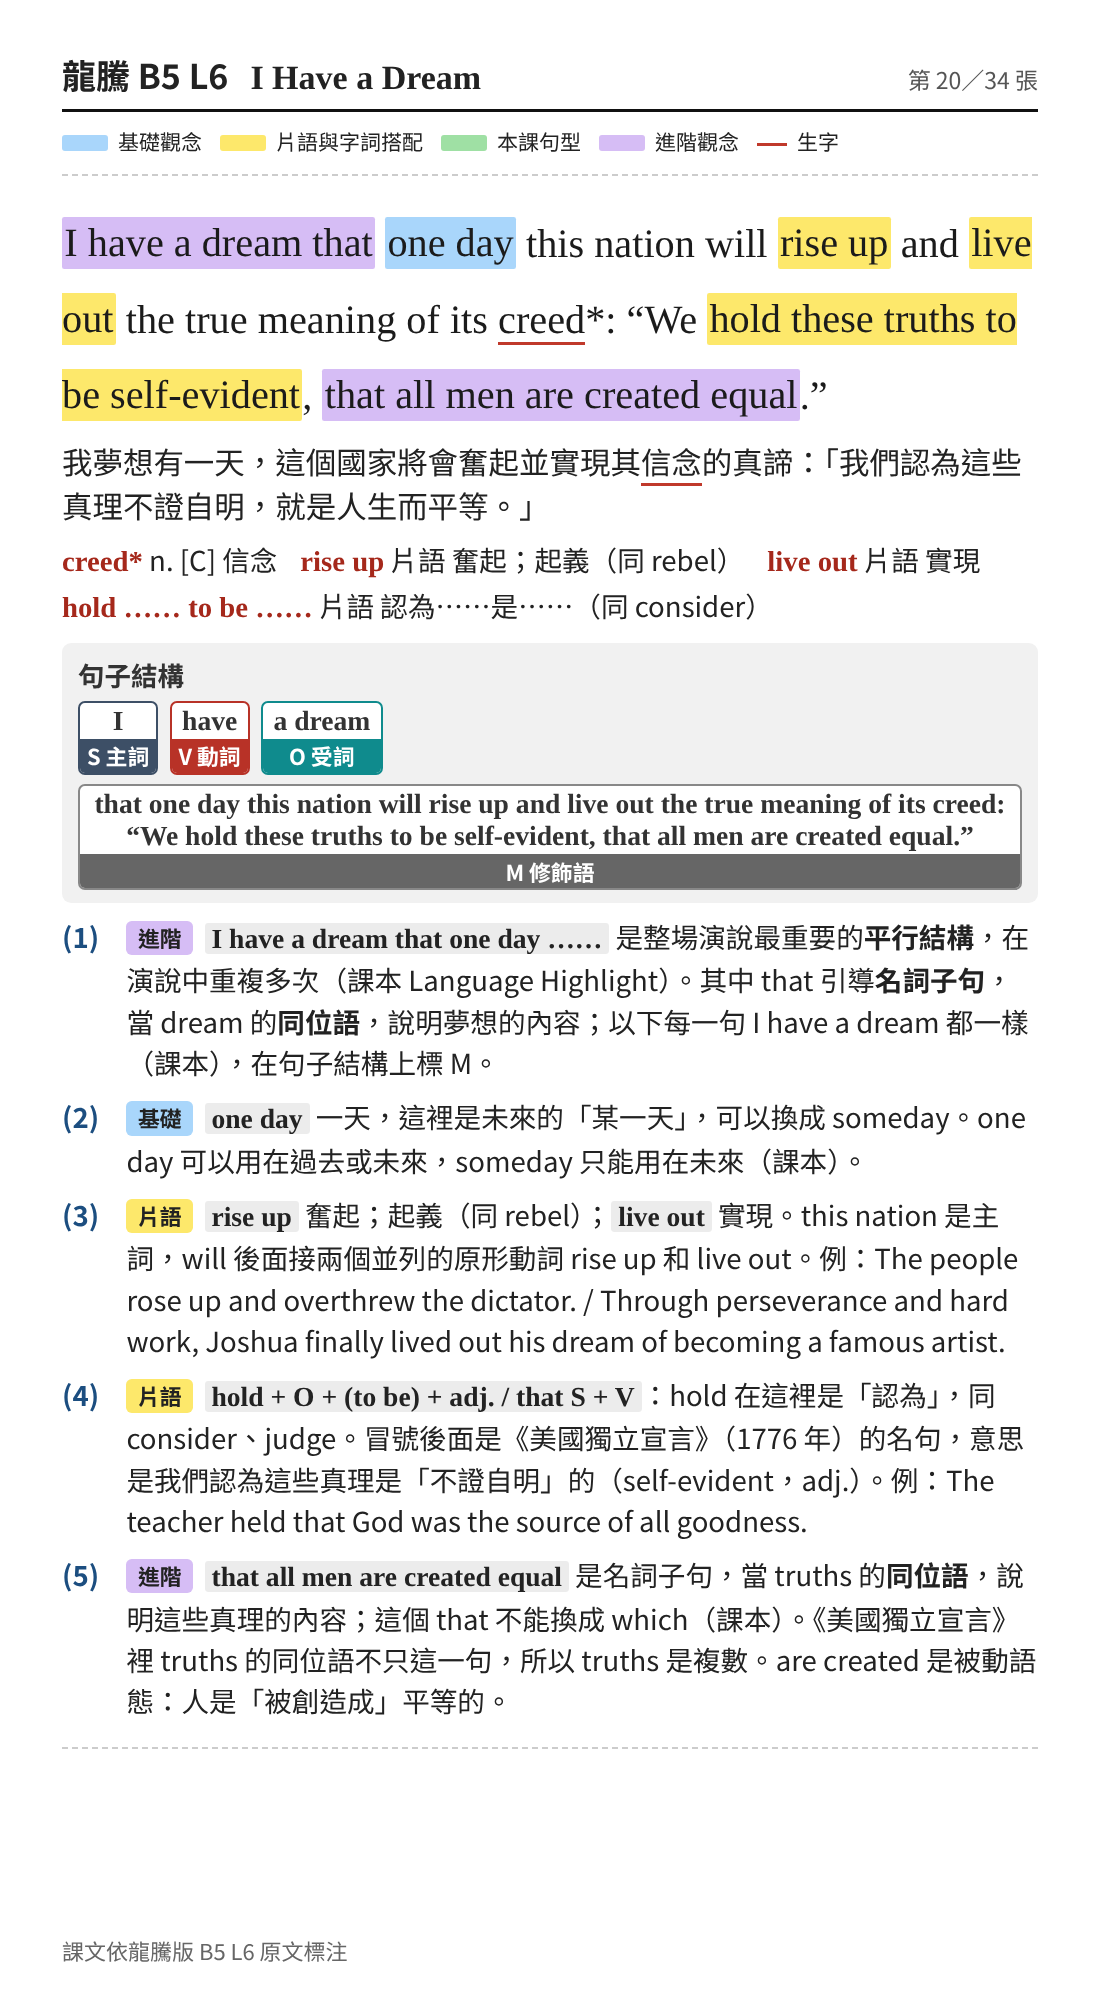 龍騰 B5 L6 I Have a Dream
第 20／34 張
基礎觀念 片語與字詞搭配 本課句型 進階觀念 生字
I have a dream that one day this nation will rise up and live
out the true meaning of its creed*: “We hold these truths to
be self-evident, that all men are created equal.”
我夢想有一天，這個國家將會奮起並實現其信念的真諦：「我們認為這些
真理不證自明，就是人生而平等。」
creed* n. [C] 信念 rise up 片語 奮起；起義（同 rebel） live out 片語 實現
hold …… to be …… 片語 認為……是……（同 consider）
句子結構
I have a dream
S 主詞 V 動詞 O 受詞
that one day this nation will rise up and live out the true meaning of its creed:
“We hold these truths to be self-evident, that all men are created equal.”
M 修飾語
(1) 進階 I have a dream that one day …… 是整場演說最重要的平行結構，在
演說中重複多次（課本 Language Highlight）。其中 that 引導名詞子句，
當 dream 的同位語，說明夢想的內容；以下每一句 I have a dream 都一樣
（課本），在句子結構上標 M。
(2) 基礎 one day 一天，這裡是未來的「某一天」，可以換成 someday。one
day 可以用在過去或未來，someday 只能用在未來（課本）。
(3) 片語 rise up 奮起；起義（同 rebel）；live out 實現。this nation 是主
詞，will 後面接兩個並列的原形動詞 rise up 和 live out。例：The people
rose up and overthrew the dictator. / Through perseverance and hard
work, Joshua finally lived out his dream of becoming a famous artist.
(4) 片語 hold + O + (to be) + adj. / that S + V：hold 在這裡是「認為」，同
consider、judge。冒號後面是《美國獨立宣言》（1776 年）的名句，意思
是我們認為這些真理是「不證自明」的（self-evident，adj.）。例：The
teacher held that God was the source of all goodness.
(5) 進階 that all men are created equal 是名詞子句，當 truths 的同位語，說
明這些真理的內容；這個 that 不能換成 which（課本）。《美國獨立宣言》
裡 truths 的同位語不只這一句，所以 truths 是複數。are created 是被動語
態：人是「被創造成」平等的。
課文依龍騰版 B5 L6 原文標注